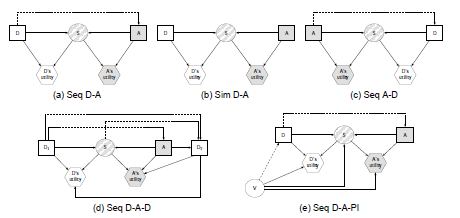 D S A
D's utility A's utility
(a) Seq D-A
D S A
D's utility A's utility
(b) Sim D-A
A S D
A's utility D's utility
(c) Seq A-D
D₁ S A D₂
D's utility A's utility
(d) Seq D-A-D
D S A
D's utility A's utility
V
(e) Seq D-A-PI